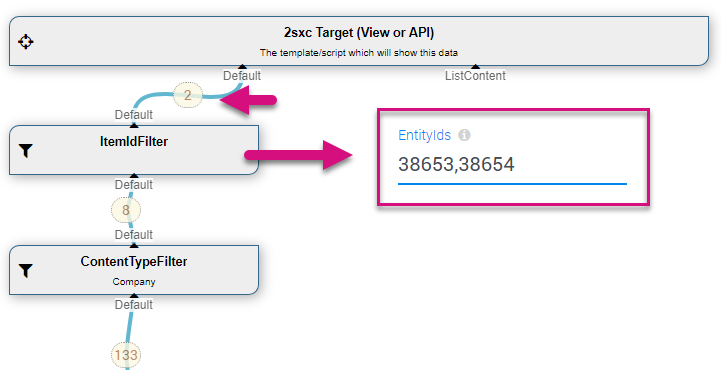 2sxc Target (View or API)
The template/script which will show this data
Default
ListContent
2
Default
ItemIdFilter
EntityIds
38653,38654
Default
8
Default
ContentTypeFilter
Company
Default
133